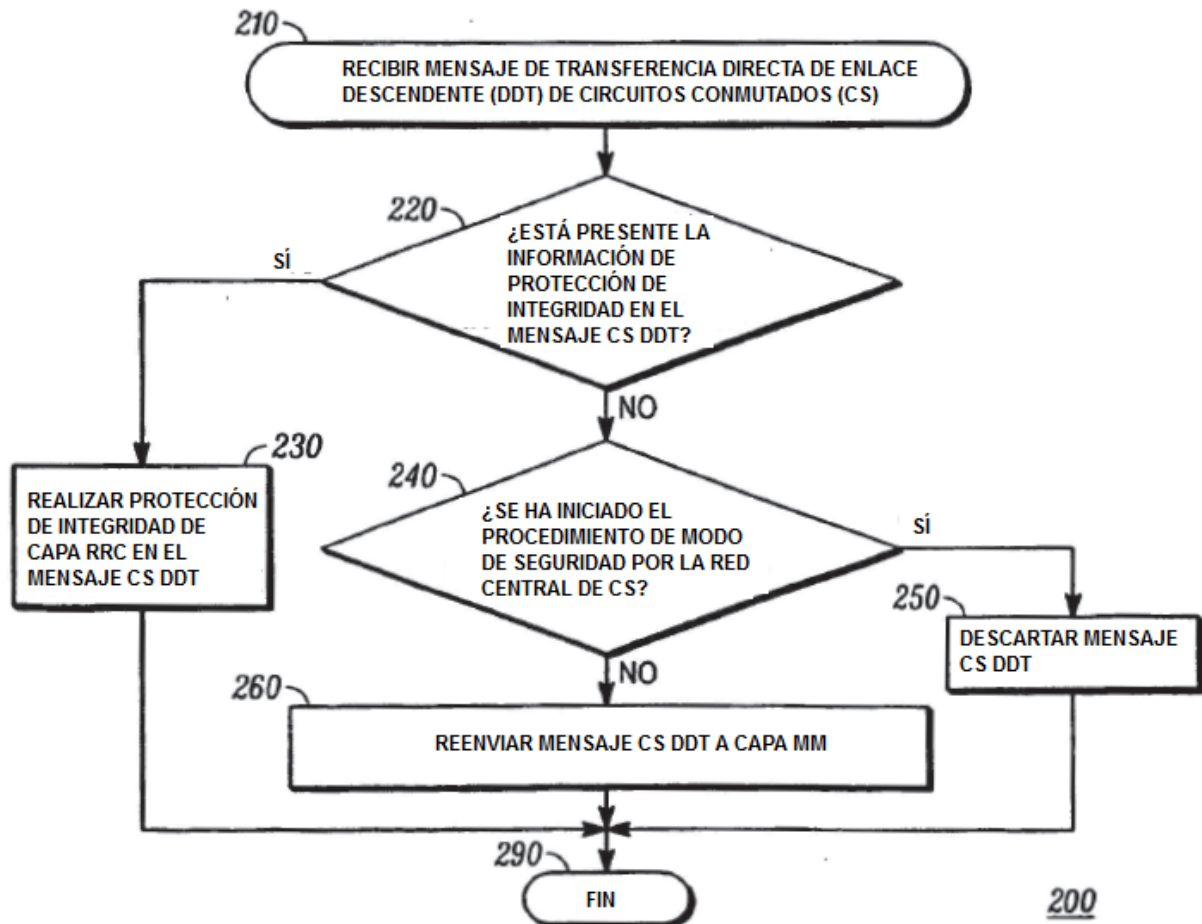 210
RECIBIR MENSAJE DE TRANSFERENCIA DIRECTA DE ENLACE
DESCENDENTE (DDT) DE CIRCUITOS CONMUTADOS (CS)
220
¿ESTÁ PRESENTE LA
INFORMACIÓN DE
PROTECCIÓN DE
INTEGRIDAD EN EL
MENSAJE CS DDT?
SÍ
NO
230
REALIZAR PROTECCIÓN
DE INTEGRIDAD DE
CAPA RRC EN EL
MENSAJE CS DDT
240
¿SE HA INICIADO EL
PROCEDIMIENTO DE MODO
DE SEGURIDAD POR LA RED
CENTRAL DE CS?
SÍ
NO
250
DESCARTAR MENSAJE
CS DDT
260
REENVIAR MENSAJE CS DDT A CAPA MM
290
FIN
200